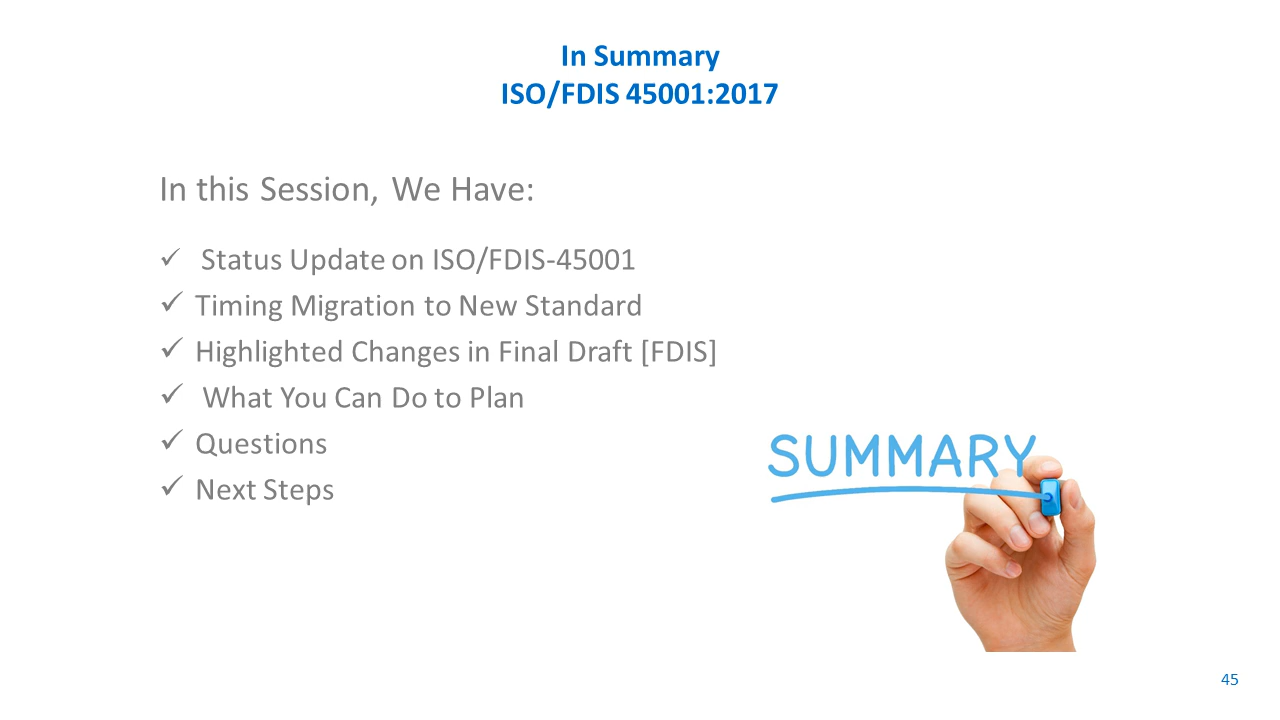 In Summary
ISO/FDIS 45001:2017
In this Session, We Have:
✓ Status Update on ISO/FDIS-45001
✓ Timing Migration to New Standard
✓ Highlighted Changes in Final Draft [FDIS]
✓ What You Can Do to Plan
✓ Questions
✓ Next Steps
SUMMARY
45